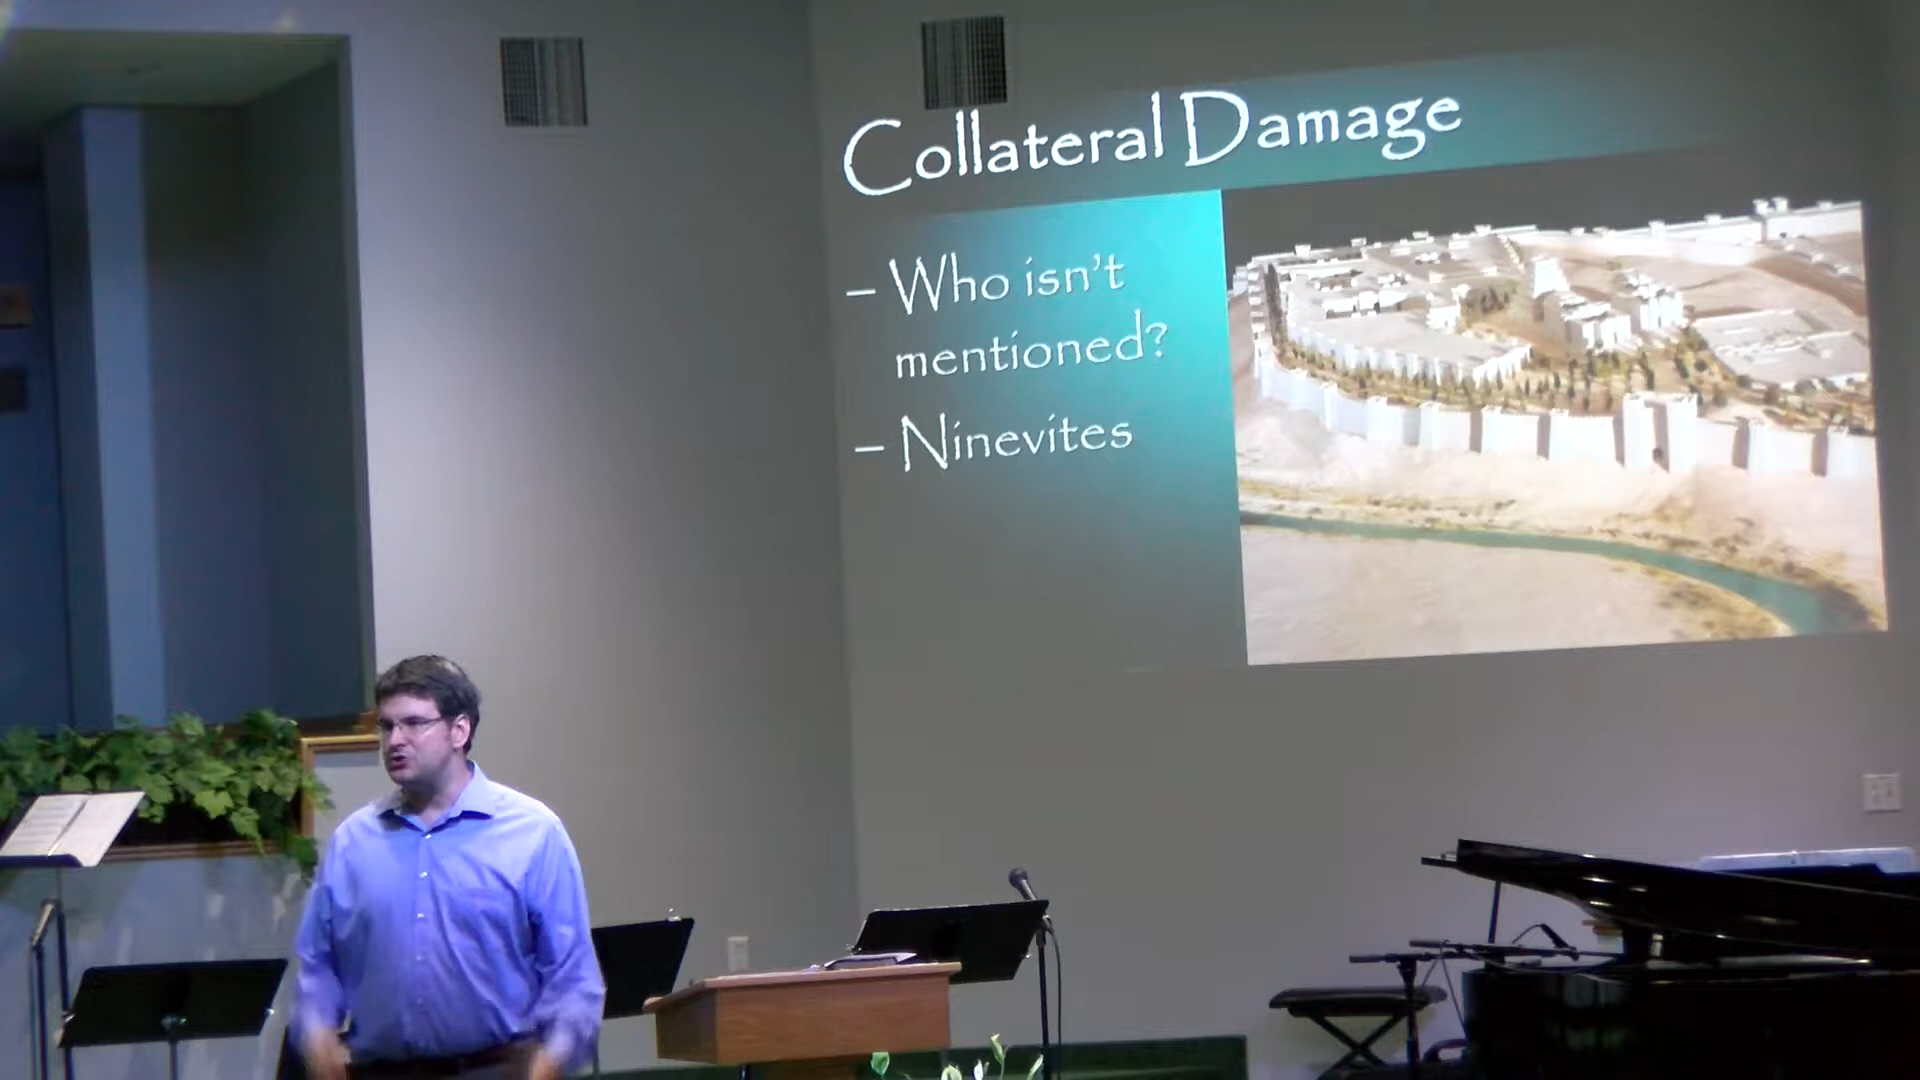 Collateral Damage
– Who isn't
mentioned?
– Ninevites